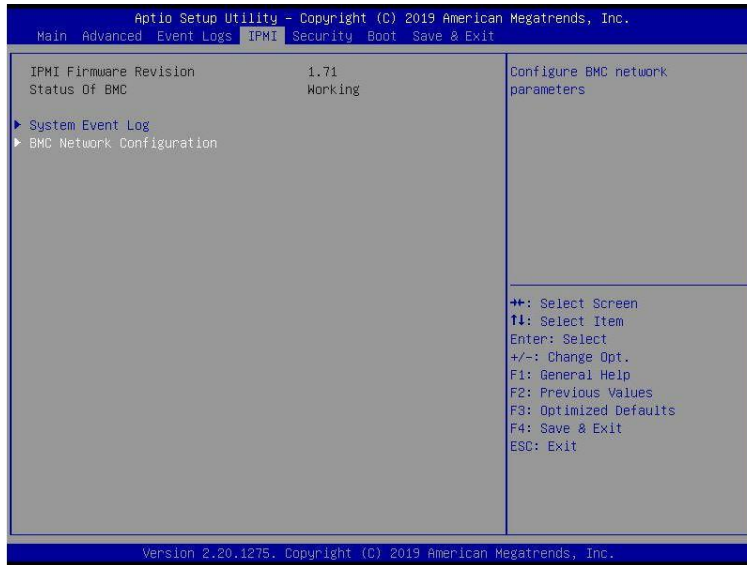 Aptio Setup Utility – Copyright (C) 2019 American Megatrends, Inc.
Main Advanced Event Logs IPMI Security Boot Save & Exit
IPMI Firmware Revision 1.71
Status Of BMC Working
▶ System Event Log
▶ BMC Network Configuration
Configure BMC network
parameters
→←: Select Screen
↑↓: Select Item
Enter: Select
+/-: Change Opt.
F1: General Help
F2: Previous Values
F3: Optimized Defaults
F4: Save & Exit
ESC: Exit
Version 2.20.1275. Copyright (C) 2019 American Megatrends, Inc.